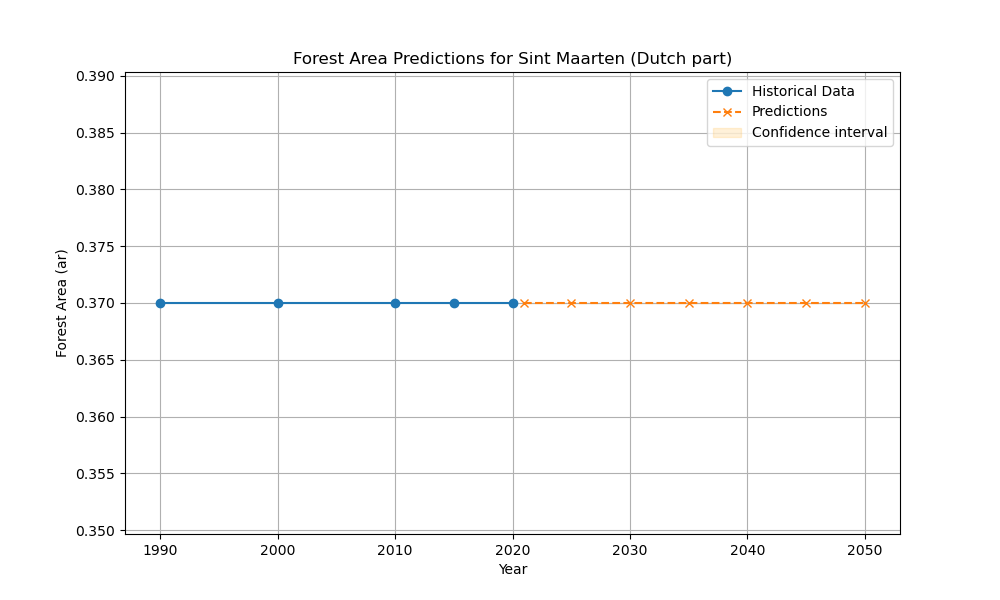 Forest Area Predictions for Sint Maarten (Dutch part)
Historical Data
Predictions
Confidence interval
Forest Area (ar)
0.390
0.385
0.380
0.375
0.370
0.365
0.360
0.355
0.350
1990 2000 2010 2020 2030 2040 2050
Year